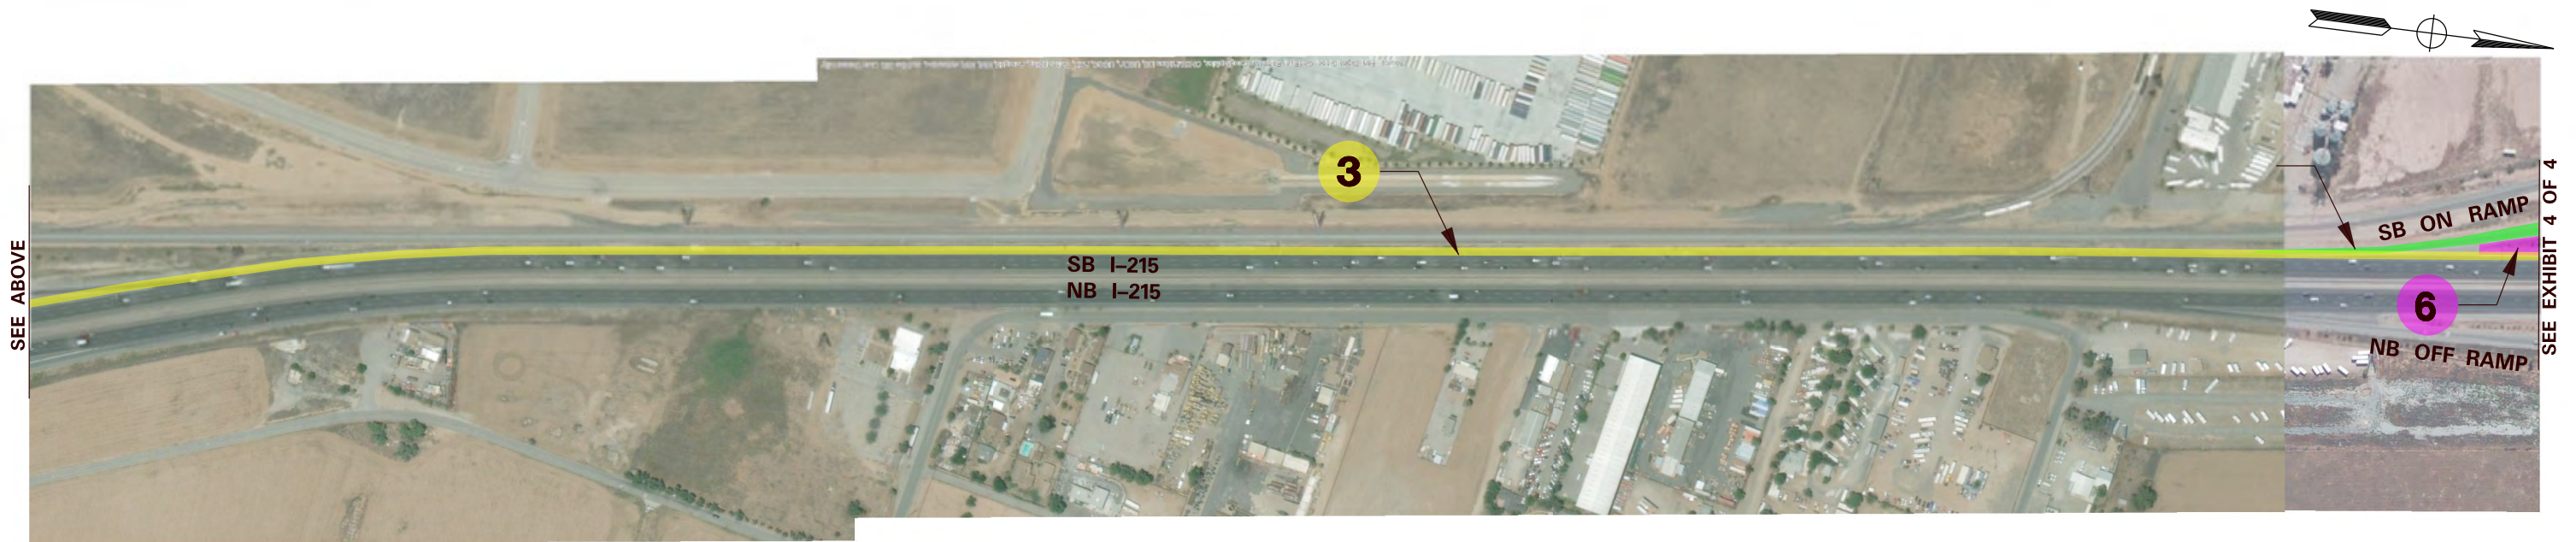 SEE ABOVE
3
SB I-215
NB I-215
SB ON RAMP
6
NB OFF RAMP
SEE EXHIBIT 4 OF 4